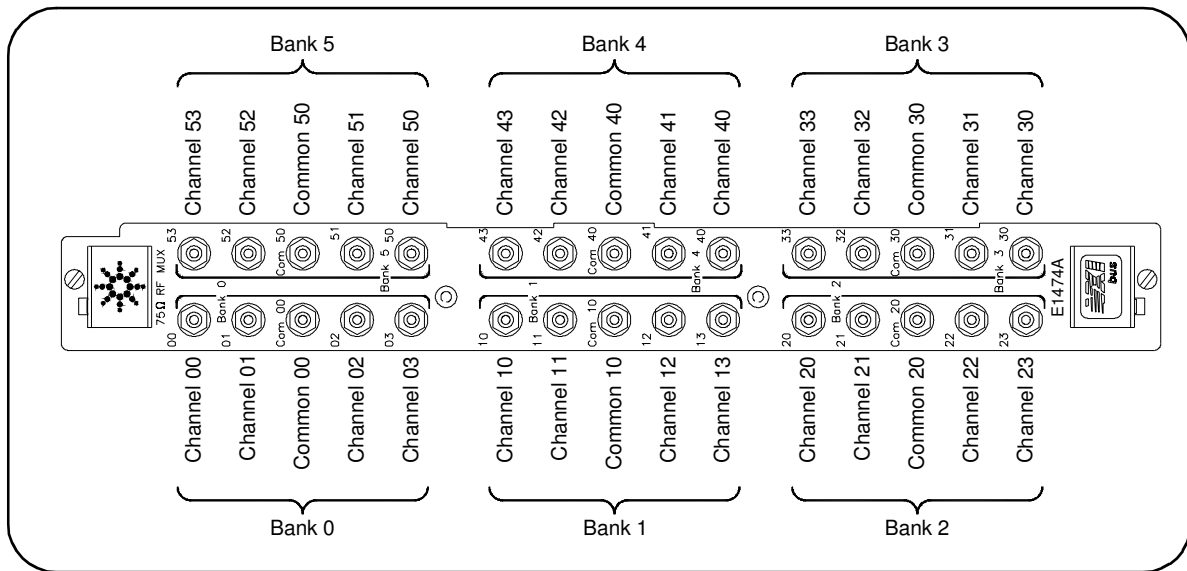 Bank 5
Bank 4
Bank 3
Channel 53
Channel 52
Common 50
Channel 51
Channel 50
Channel 43
Channel 42
Common 40
Channel 41
Channel 40
Channel 33
Channel 32
Common 30
Channel 31
Channel 30
75Ω RF MUX
53
52
Com 50
51
50
Bank 5
43
42
Com 40
41
40
Bank 4
33
32
Com 30
31
30
Bank 3
00
01
Bank 0
Com 00
02
03
10
11
Bank 1
Com 10
12
13
20
21
Bank 2
Com 20
22
23
E1474A
VXI
bus
Channel 00
Channel 01
Common 00
Channel 02
Channel 03
Channel 10
Channel 11
Common 10
Channel 12
Channel 13
Channel 20
Channel 21
Common 20
Channel 22
Channel 23
Bank 0
Bank 1
Bank 2